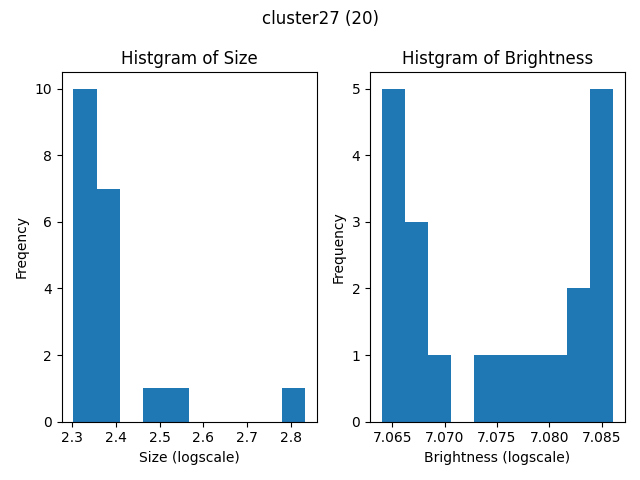 cluster27 (20)
Histgram of Size
Histgram of Brightness
10
8
6
4
2
0
Freqency
2.3 2.4 2.5 2.6 2.7 2.8
Size (logscale)
5
4
3
2
1
0
Frequency
7.065 7.070 7.075 7.080 7.085
Brightness (logscale)